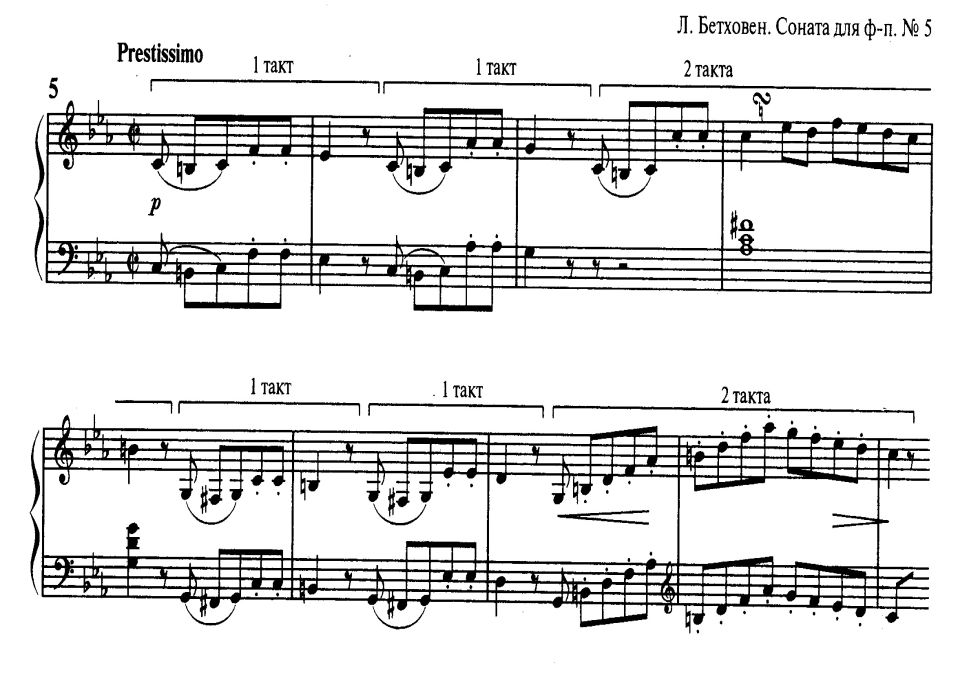 Л. Бетховен. Соната для ф-п. № 5
Prestissimo
1 такт
1 такт
2 такта
5
p
1 такт
1 такт
2 такта